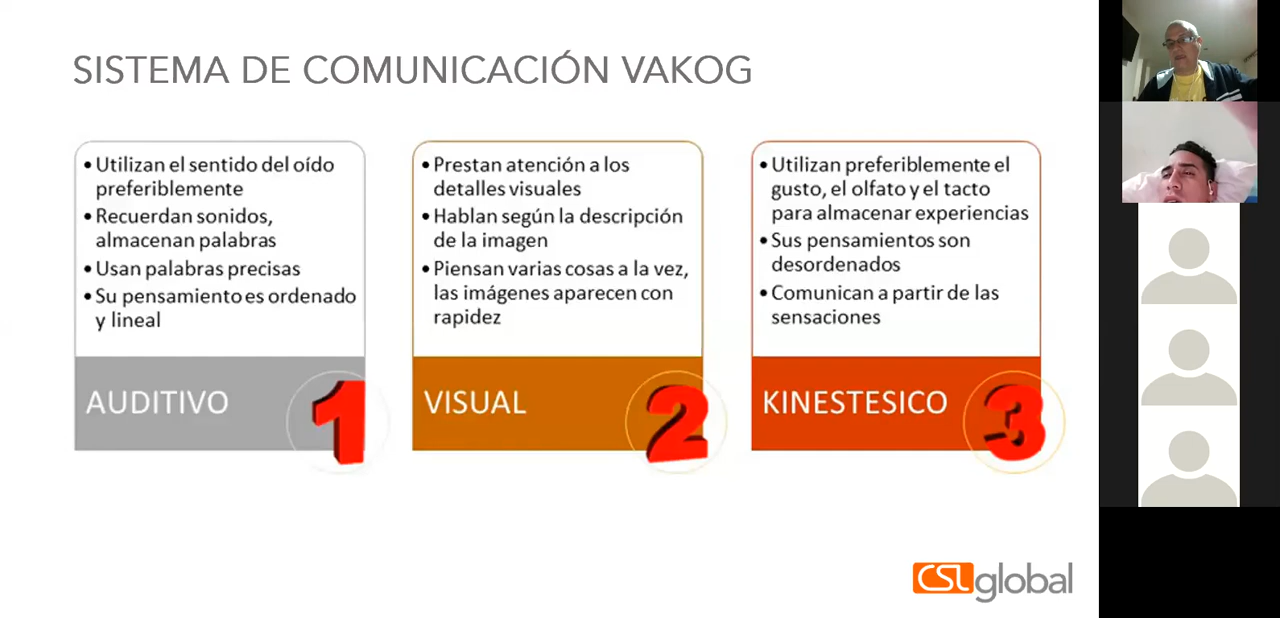 SISTEMA DE COMUNICACIÓN VAKOG
• Utilizan el sentido del oído
preferiblemente
• Recuerdan sonidos,
almacenan palabras
• Usan palabras precisas
• Su pensamiento es ordenado
y lineal
AUDITIVO
1
• Prestan atención a los
detalles visuales
• Hablan según la descripción
de la imagen
• Piensan varias cosas a la vez,
las imágenes aparecen con
rapidez
VISUAL
2
• Utilizan preferiblemente el
gusto, el olfato y el tacto
para almacenar experiencias
• Sus pensamientos son
desordenados
• Comunican a partir de las
sensaciones
KINESTESICO
3
CSL global